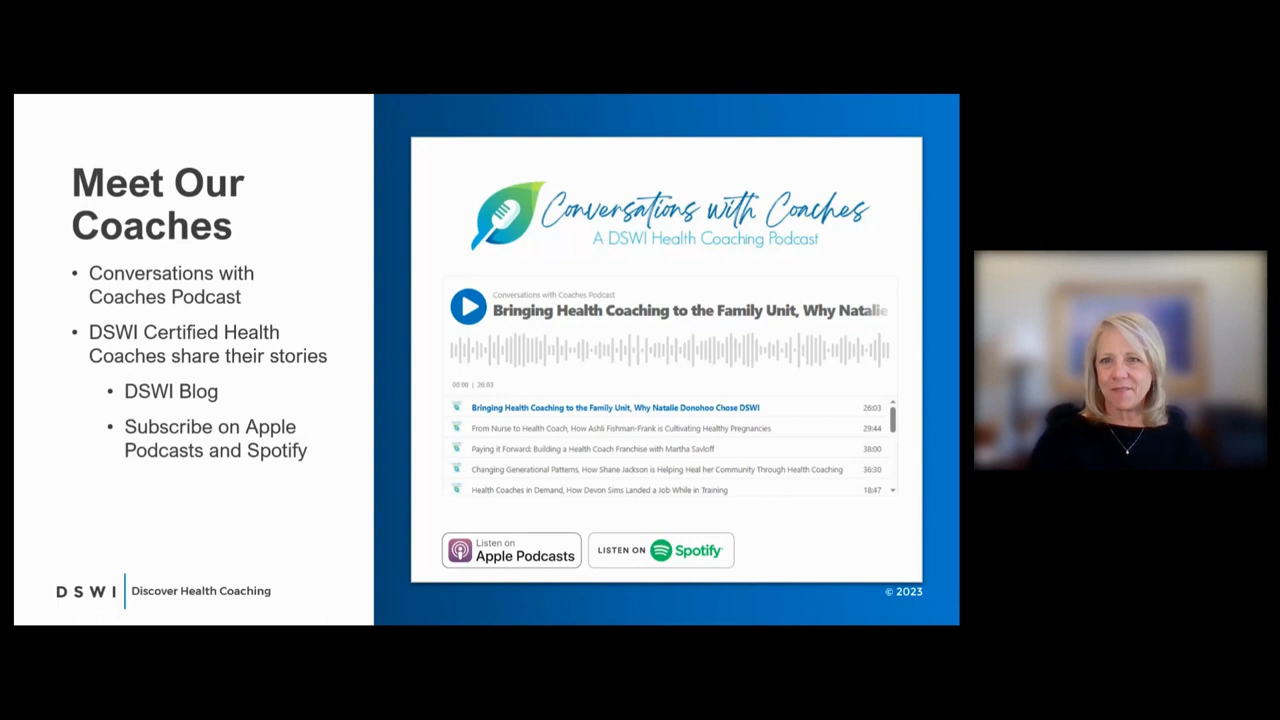 Meet Our
Coaches
• Conversations with
Coaches Podcast
• DSWI Certified Health
Coaches share their stories
• DSWI Blog
• Subscribe on Apple
Podcasts and Spotify
DSWI | Discover Health Coaching
Conversations with Coaches
A DSWI Health Coaching Podcast
Conversations with Coaches Podcast
Bringing Health Coaching to the Family Unit, Why Natalie
00:00 | 26:03
Bringing Health Coaching to the Family Unit, Why Natalie Donohoo Chose DSWI 26:03
From Nurse to Health Coach, How Ashli Fishman-Frank is Cultivating Healthy Pregnancies 29:44
Paying it Forward: Building a Health Coach Franchise with Martha Savloff 38:00
Changing Generational Patterns, How Shane Jackson is Helping Heal her Community Through Health Coaching 36:30
Health Coaches in Demand, How Devon Sims Landed a Job While in Training 18:47
Listen on
Apple Podcasts
LISTEN ON Spotify
© 2023